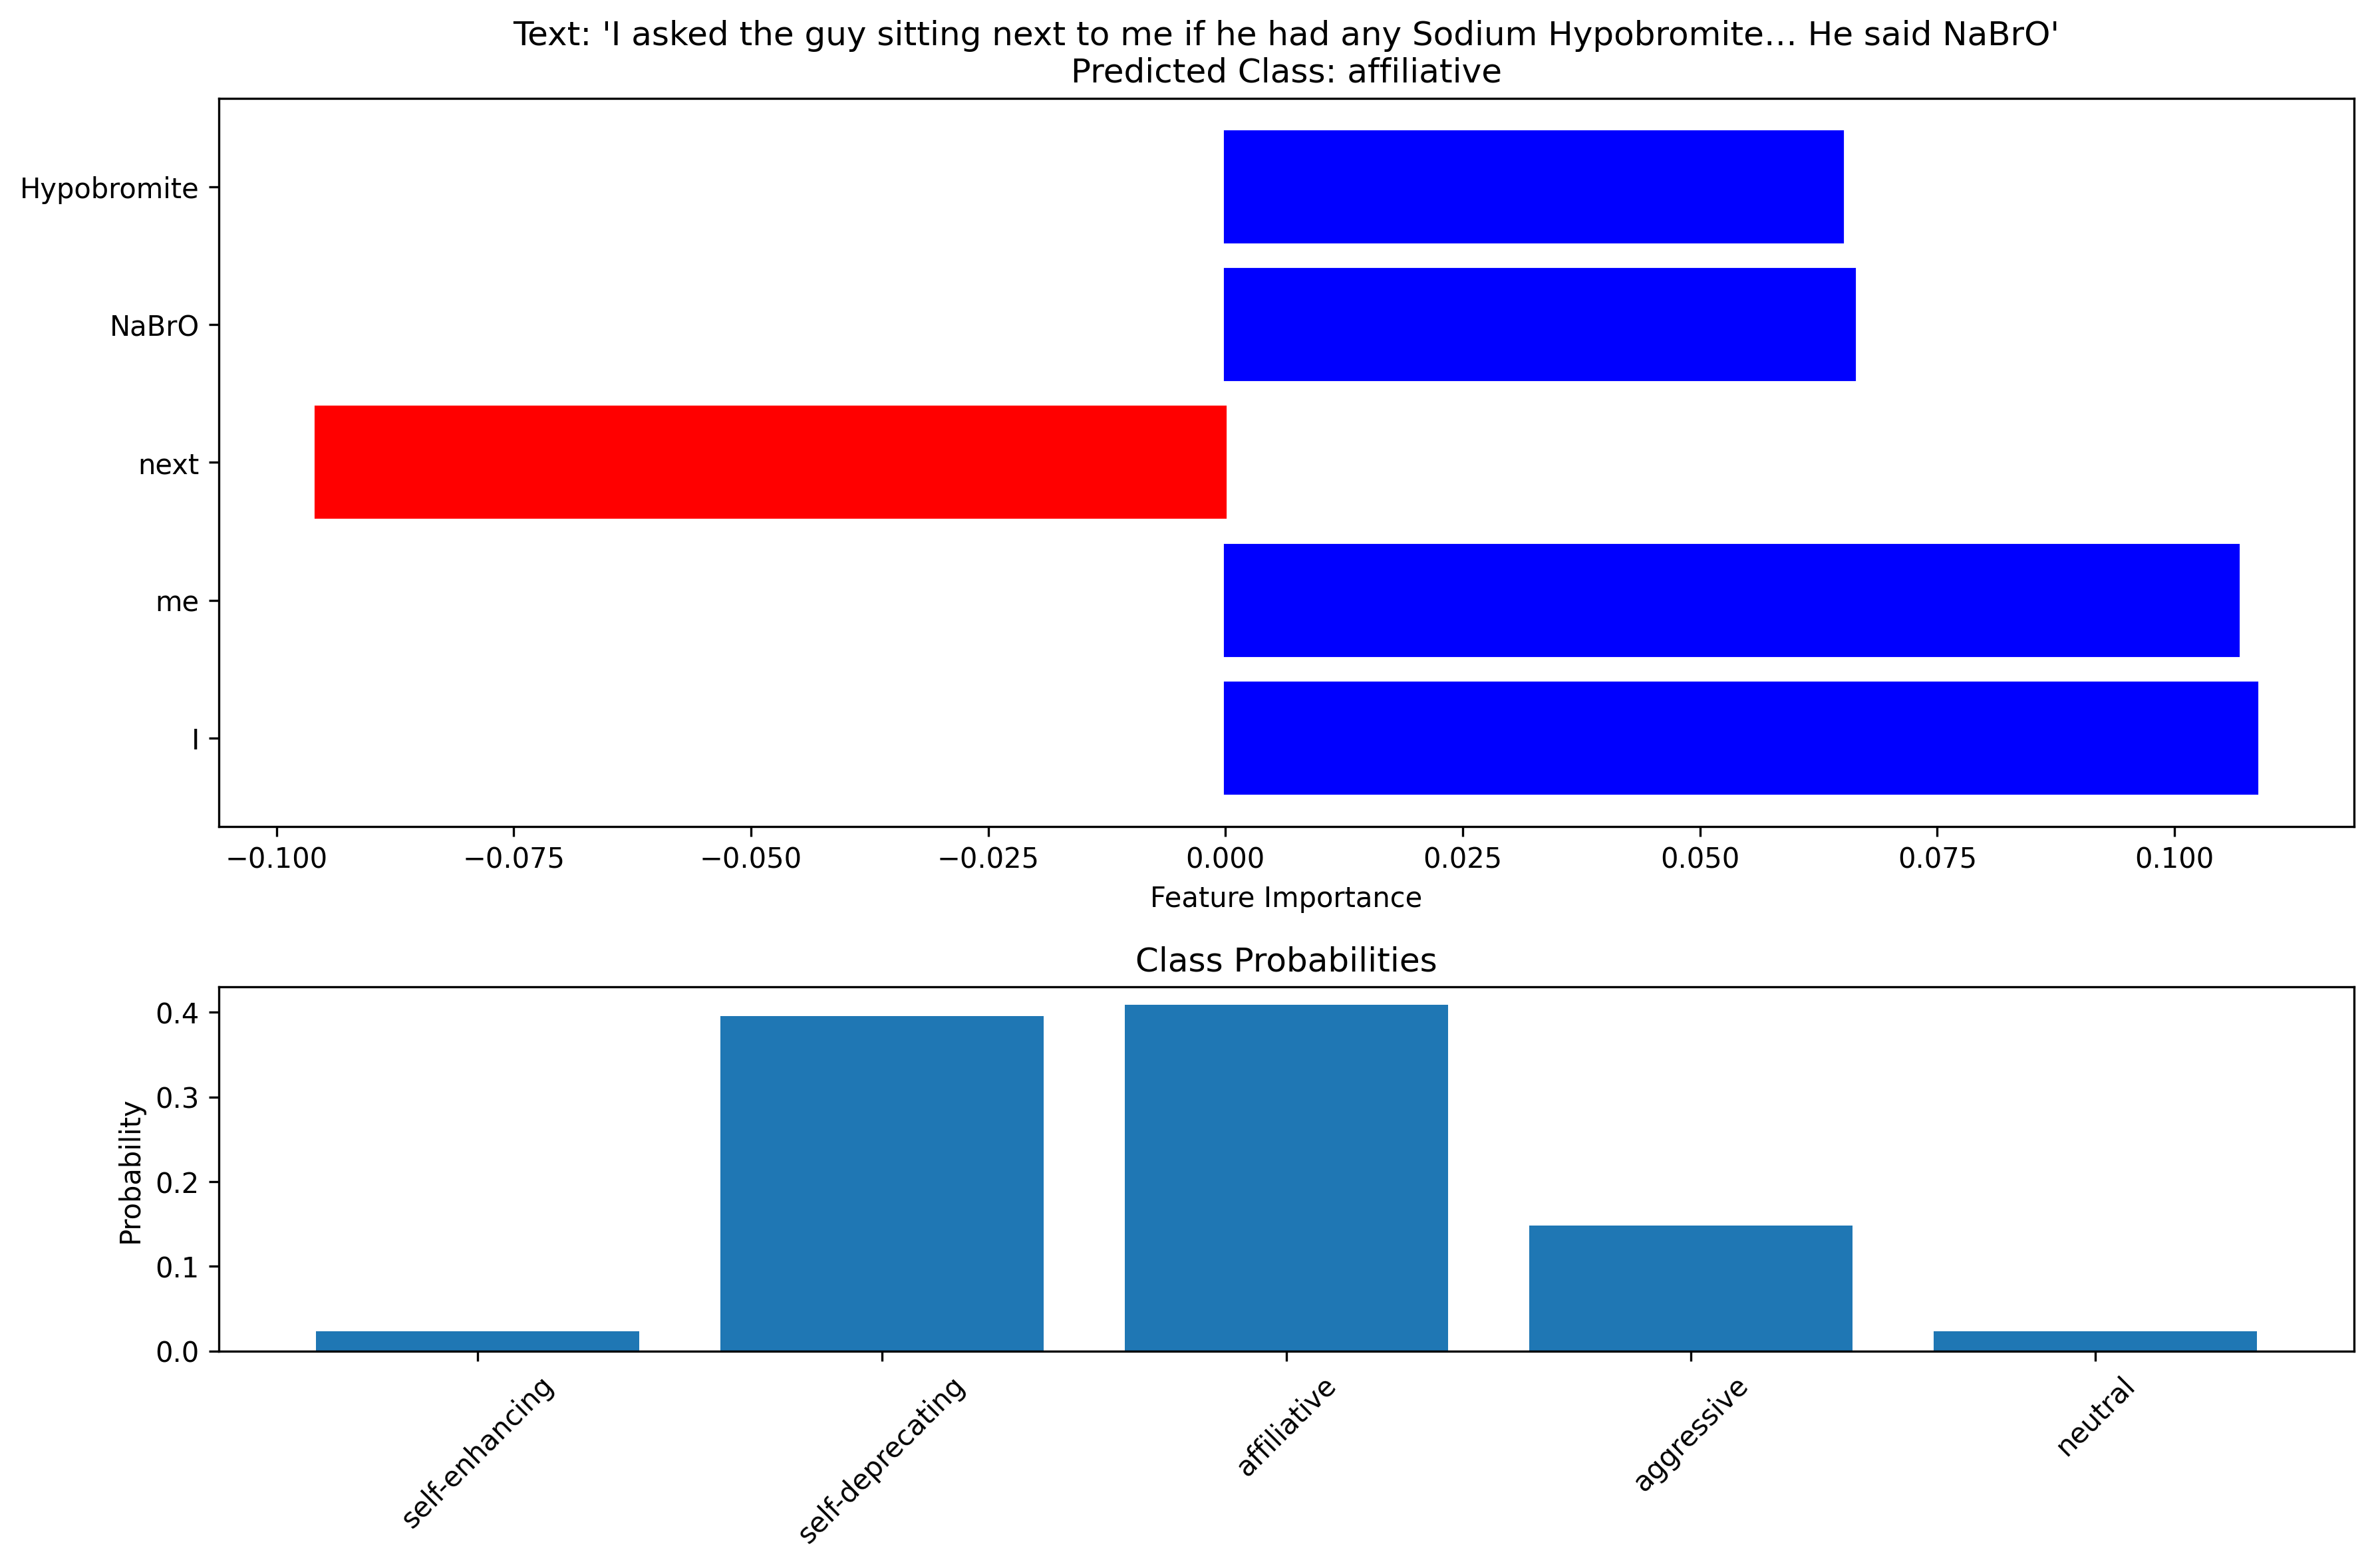 Text: 'I asked the guy sitting next to me if he had any Sodium Hypobromite... He said NaBrO'
Predicted Class: affiliative
Hypobromite
NaBrO
next
me
I
−0.100 −0.075 −0.050 −0.025 0.000 0.025 0.050 0.075 0.100
Feature Importance
Class Probabilities
0.4
0.3
0.2
0.1
0.0
Probability
self-enhancing self-deprecating affiliative aggressive neutral